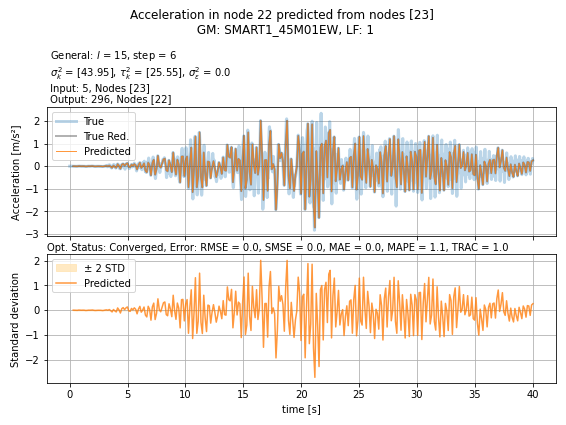 Acceleration in node 22 predicted from nodes [23]
GM: SMART1_45M01EW, LF: 1
General: l = 15, step = 6
σ²ₖ = [43.95], τ²ₖ = [25.55], σ²ₑ = 0.0
Input: 5, Nodes [23]
Output: 296, Nodes [22]
True
True Red.
Predicted
Acceleration [m/s²]
2
1
0
−1
−2
−3
Opt. Status: Converged, Error: RMSE = 0.0, SMSE = 0.0, MAE = 0.0, MAPE = 1.1, TRAC = 1.0
± 2 STD
Predicted
Standard deviation
2
1
0
−1
−2
0 5 10 15 20 25 30 35 40
time [s]